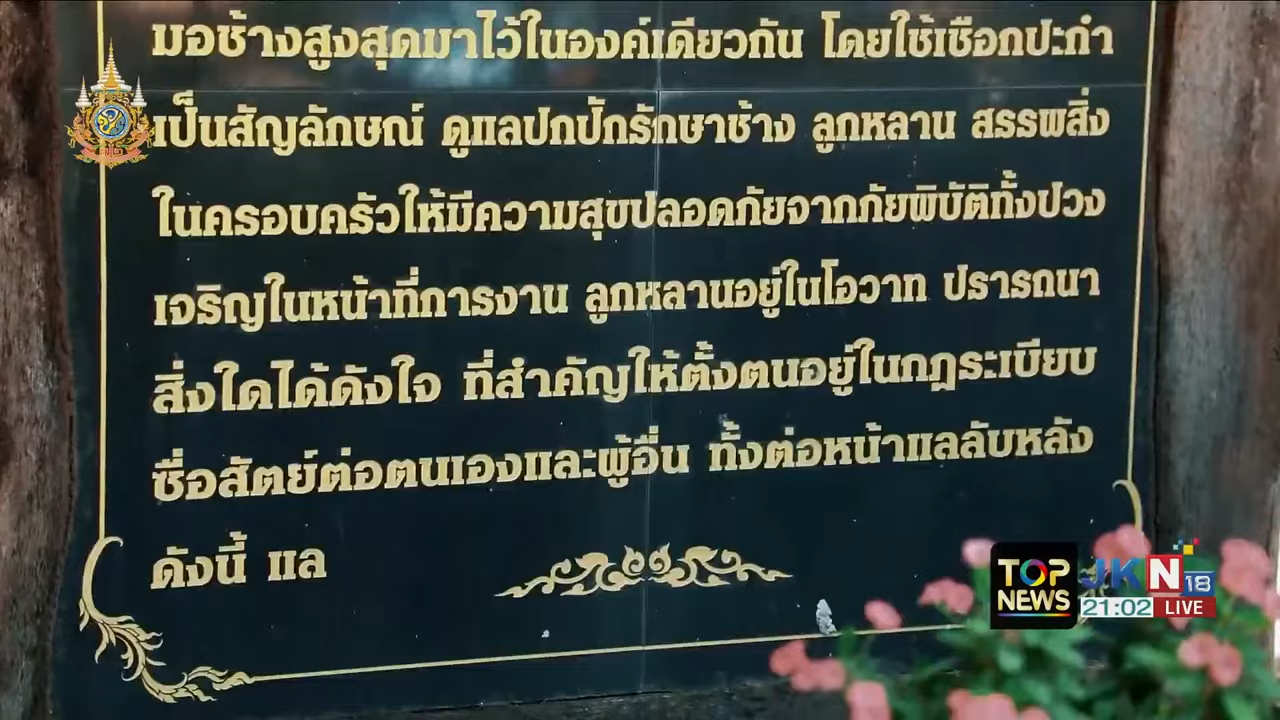 มอช้างสูงสุดมาไว้ในองค์เดียวกัน โดยใช้เชือกปะกำ
เป็นสัญลักษณ์ ดูแลปกปักรักษาช้าง ลูกหลาน สรรพสิ่ง
ในครอบครัวให้มีความสุขปลอดภัยจากภัยพิบัติทั้งปวง
เจริญในหน้าที่การงาน ลูกหลานอยู่ในโอวาท ปรารถนา
สิ่งใดได้ดังใจ ที่สำคัญให้ตั้งตนอยู่ในกฎระเบียบ
ซื่อสัตย์ต่อตนเองและผู้อื่น ทั้งต่อหน้าแลลับหลัง
ดังนี้ แล
TOP NEWS
JKN18
21:02 LIVE